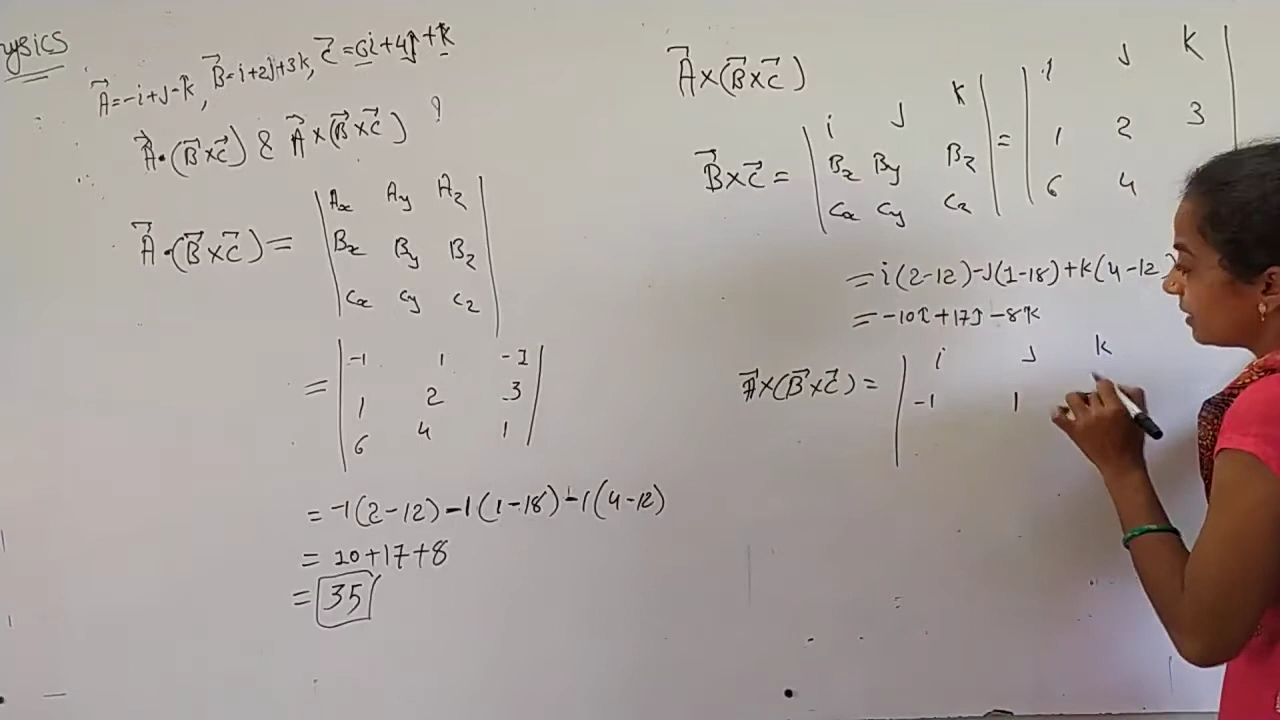 ysics
A⃗=-i+j-k, B⃗=i+2j+3k, C⃗=6i+4j+k
A⃗·(B⃗×C⃗) & A⃗×(B⃗×C⃗) ?
A⃗·(B⃗×C⃗) = | Ax Ay Az |
Bx By Bz
Cx Cy Cz
= | -1 1 -1 |
1 2 3
6 4 1
= -1(2-12)-1(1-18)-1(4-12)
= 10+17+8
= 35
A⃗×(B⃗×C⃗)
B⃗×C⃗ = | i j k | = | i j k |
Bx By Bz 1 2 3
Cx Cy Cz 6 4
= i(2-12)-j(1-18)+k(4-12)
= -10i+17j-8k
A⃗×(B⃗×C⃗) = | i j k
-1 1